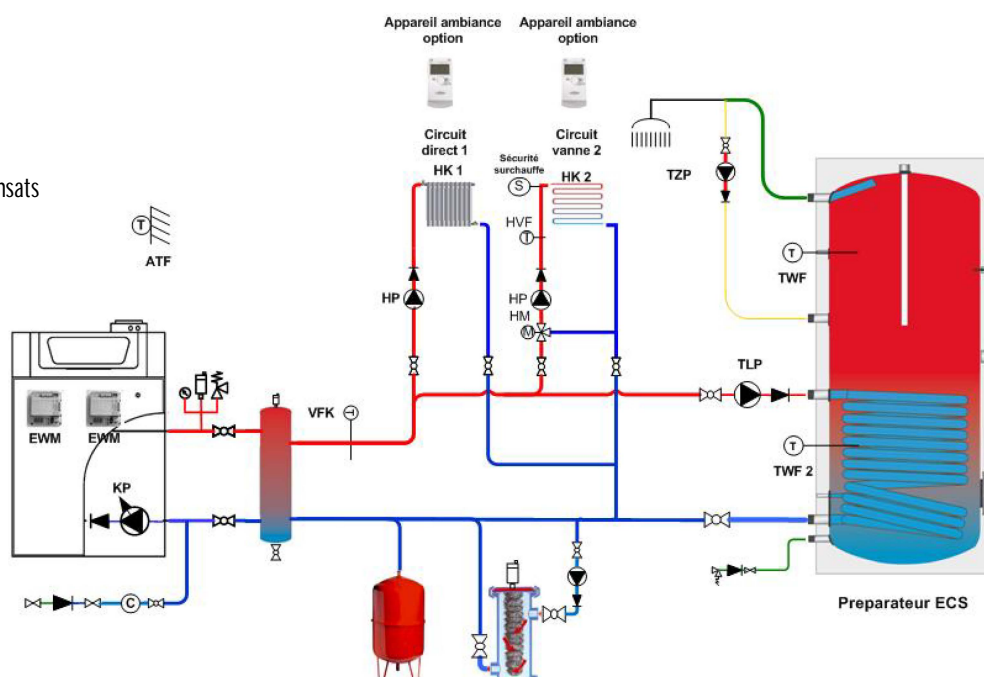 Appareil ambiance
option
Appareil ambiance
option
Circuit
direct 1
HK 1
Circuit
vanne 2
HK 2
Sécurité
surchauffe
S
HVF
T
HP
HP
HM
M
TZP
T
TWF
T
ATF
nsats
EWM
EWM
VFK
T
TLP
T
TWF 2
KP
C
Preparateur ECS